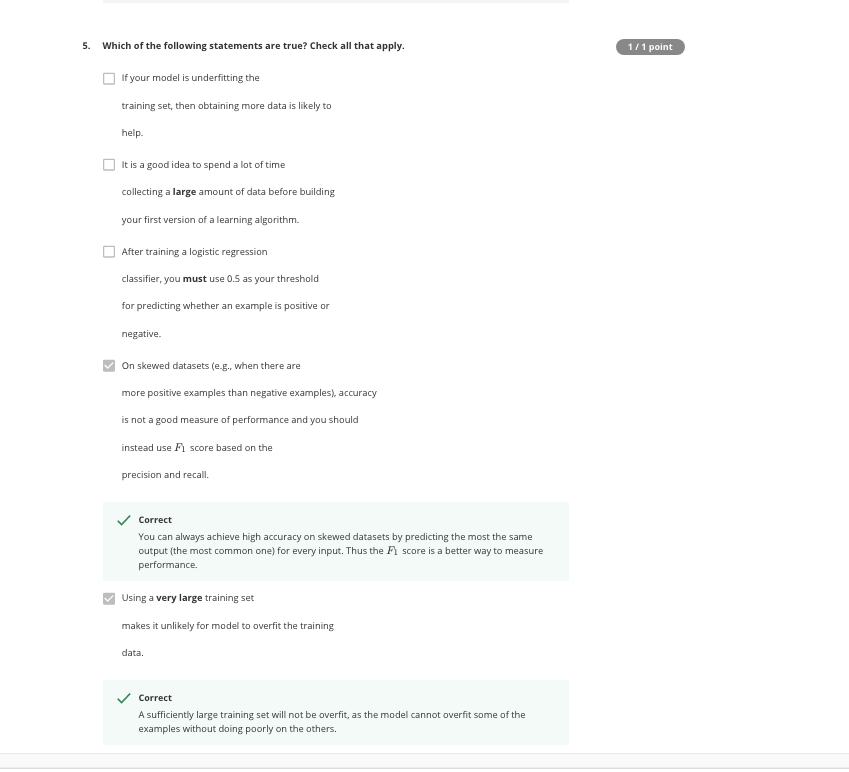 5. Which of the following statements are true? Check all that apply.
1 / 1 point
If your model is underfitting the
training set, then obtaining more data is likely to
help.
It is a good idea to spend a lot of time
collecting a large amount of data before building
your first version of a learning algorithm.
After training a logistic regression
classifier, you must use 0.5 as your threshold
for predicting whether an example is positive or
negative.
On skewed datasets (e.g., when there are
more positive examples than negative examples), accuracy
is not a good measure of performance and you should
instead use F₁ score based on the
precision and recall.
Correct
You can always achieve high accuracy on skewed datasets by predicting the most the same
output (the most common one) for every input. Thus the F₁ score is a better way to measure
performance.
Using a very large training set
makes it unlikely for model to overfit the training
data.
Correct
A sufficiently large training set will not be overfit, as the model cannot overfit some of the
examples without doing poorly on the others.